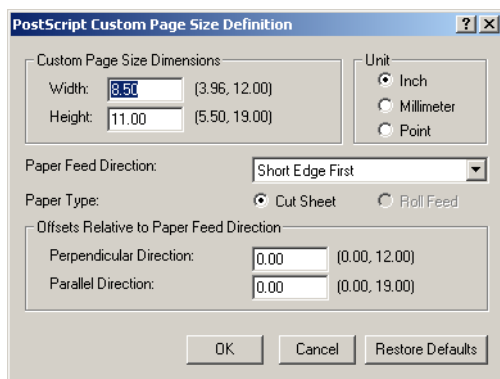 PostScript Custom Page Size Definition
Custom Page Size Dimensions
Width: 8.50 (3.96, 12.00)
Height: 11.00 (5.50, 19.00)
Unit
Inch
Millimeter
Point
Paper Feed Direction: Short Edge First
Paper Type: Cut Sheet Roll Feed
Offsets Relative to Paper Feed Direction
Perpendicular Direction: 0.00 (0.00, 12.00)
Parallel Direction: 0.00 (0.00, 19.00)
OK Cancel Restore Defaults